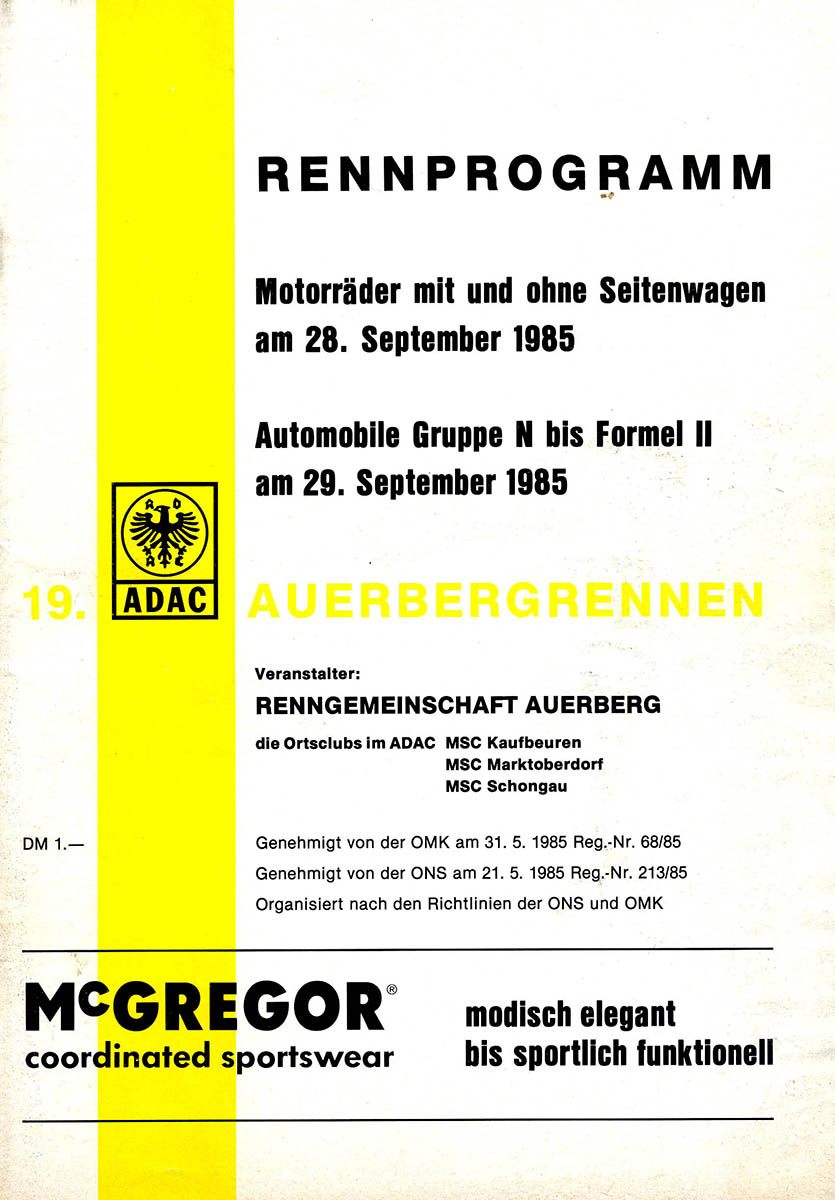 RENNPROGRAMM
Motorräder mit und ohne Seitenwagen
am 28. September 1985
Automobile Gruppe N bis Formel II
am 29. September 1985
A D
A C
ADAC
19. AUERBERGRENNEN
Veranstalter:
RENNGEMEINSCHAFT AUERBERG
die Ortsclubs im ADAC MSC Kaufbeuren
MSC Marktoberdorf
MSC Schongau
DM 1.—
Genehmigt von der OMK am 31. 5. 1985 Reg.-Nr. 68/85
Genehmigt von der ONS am 21. 5. 1985 Reg.-Nr. 213/85
Organisiert nach den Richtlinien der ONS und OMK
McGREGOR®
coordinated sportswear
modisch elegant
bis sportlich funktionell